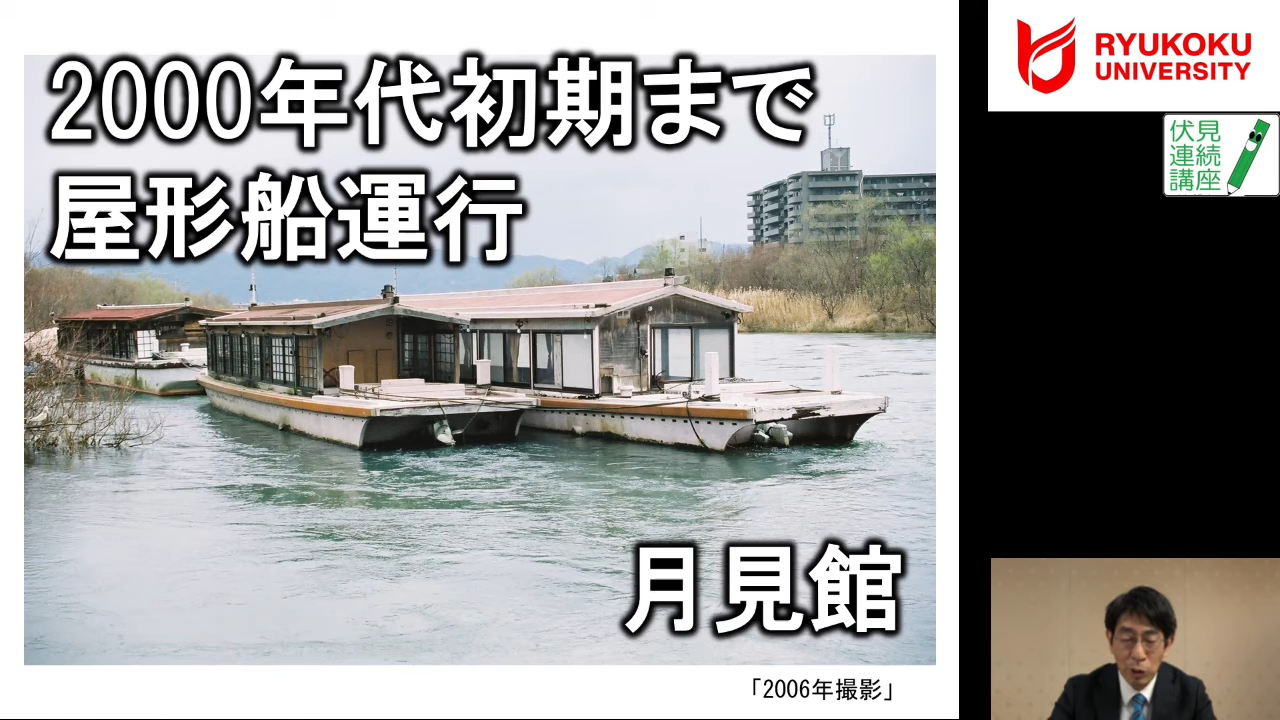 2000年代初期まで
屋形船運行
月見館
「2006年撮影」
RYUKOKU
UNIVERSITY
伏見
連続
講座